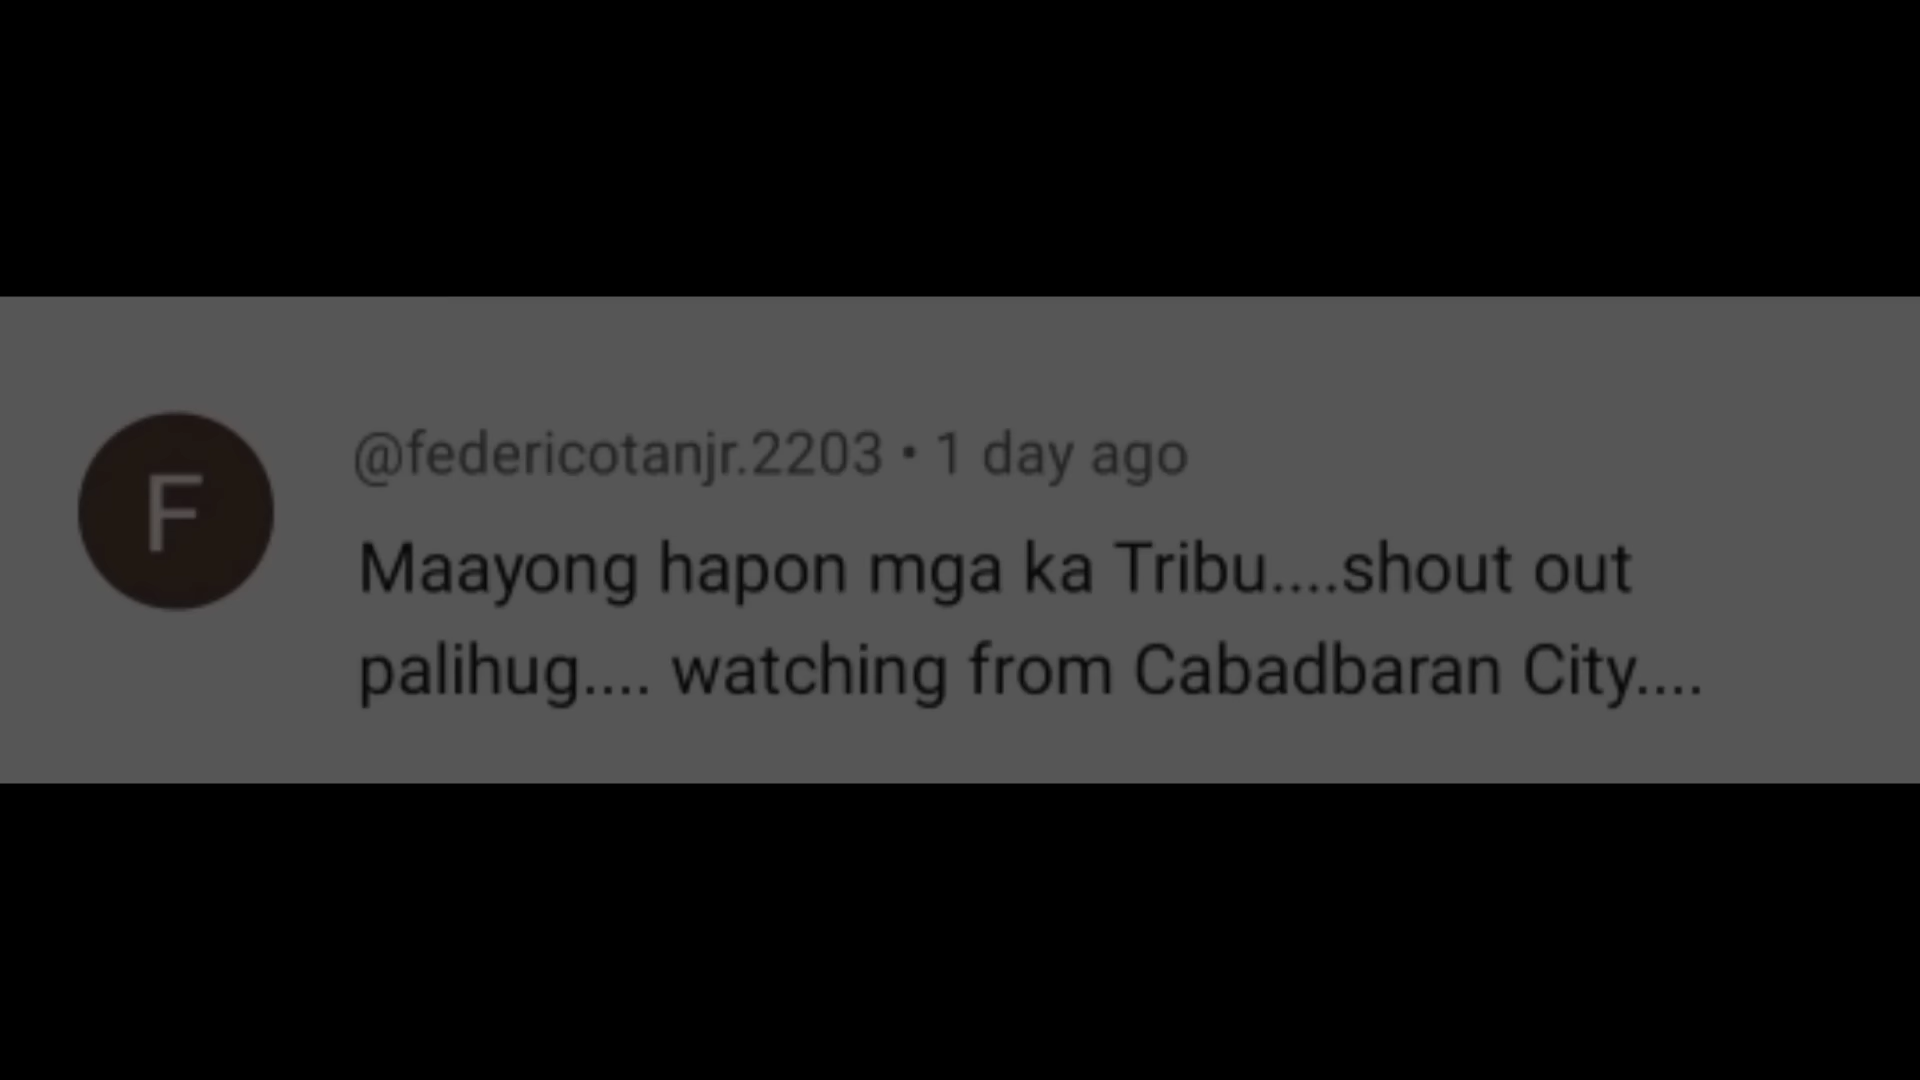 F
@federicotanjr.2203 • 1 day ago
Maayong hapon mga ka Tribu....shout out
palihug.... watching from Cabadbaran City....